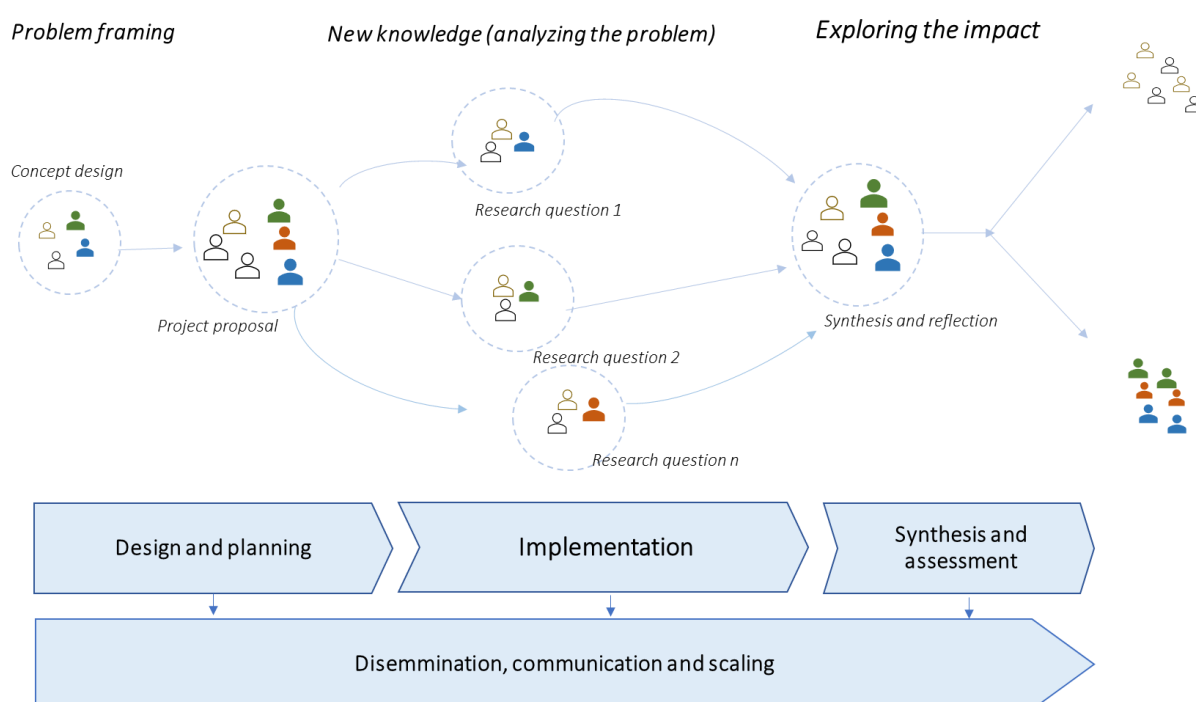 Problem framing
New knowledge (analyzing the problem)
Exploring the impact
Concept design
Project proposal
Research question 1
Research question 2
Research question n
Synthesis and reflection
Design and planning
Implementation
Synthesis and
assessment
Disemmination, communication and scaling